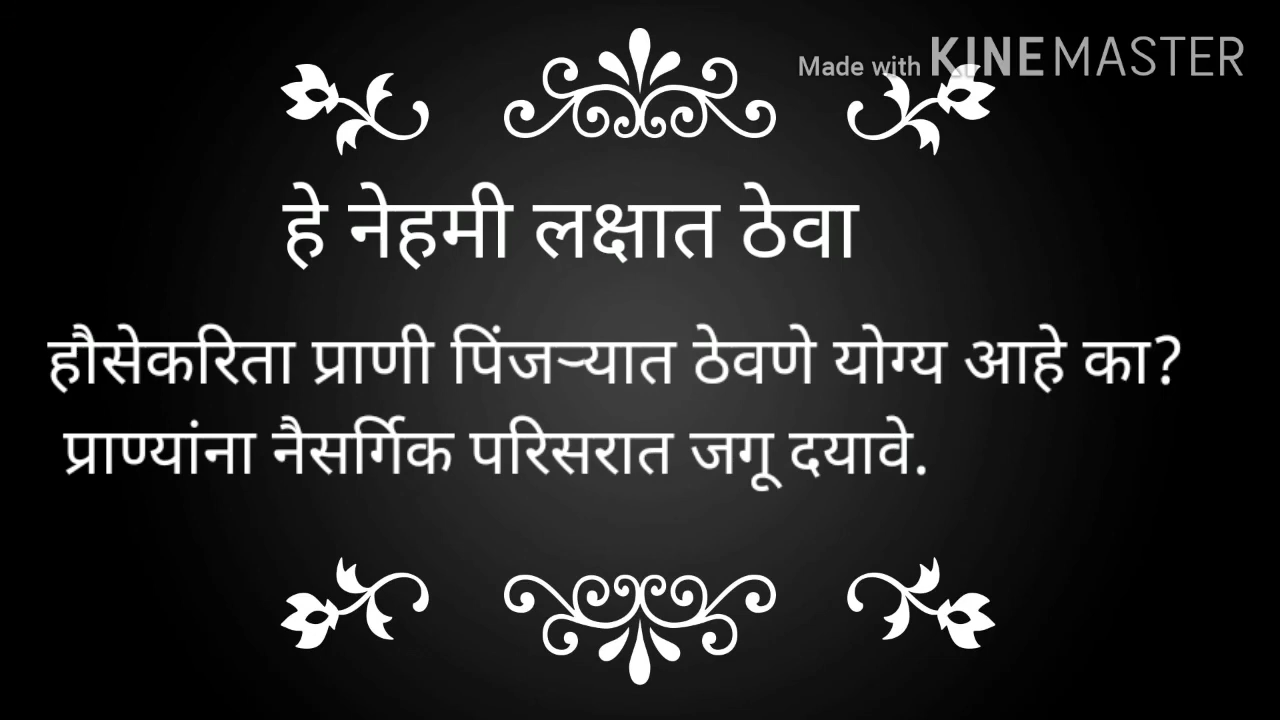 Made with KINEMASTER
हे नेहमी लक्षात ठेवा
हौसेकरिता प्राणी पिंजऱ्यात ठेवणे योग्य आहे का?
प्राण्यांना नैसर्गिक परिसरात जगू दयावे.